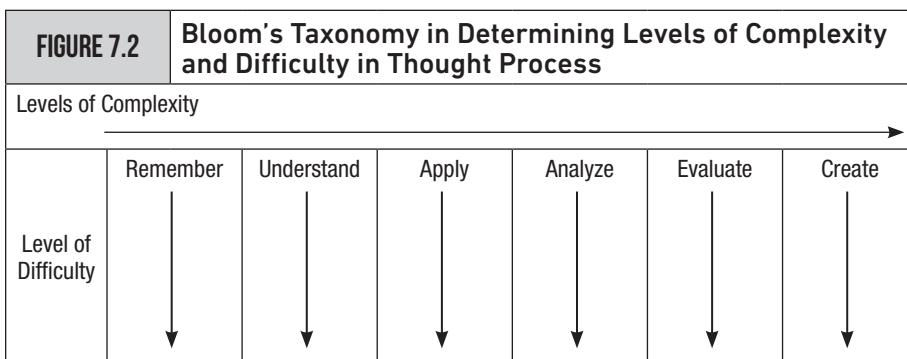 FIGURE 7.2
Bloom’s Taxonomy in Determining Levels of Complexity
and Difficulty in Thought Process
Levels of Complexity
Remember Understand Apply Analyze Evaluate Create
Level of
Difficulty